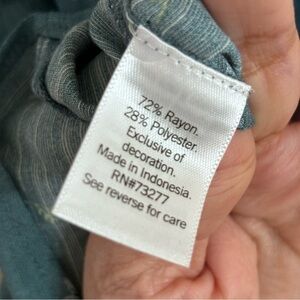 72% Rayon.
28% Polyester.
Exclusive of
decoration.
Made in Indonesia.
RN#73277
See reverse for care